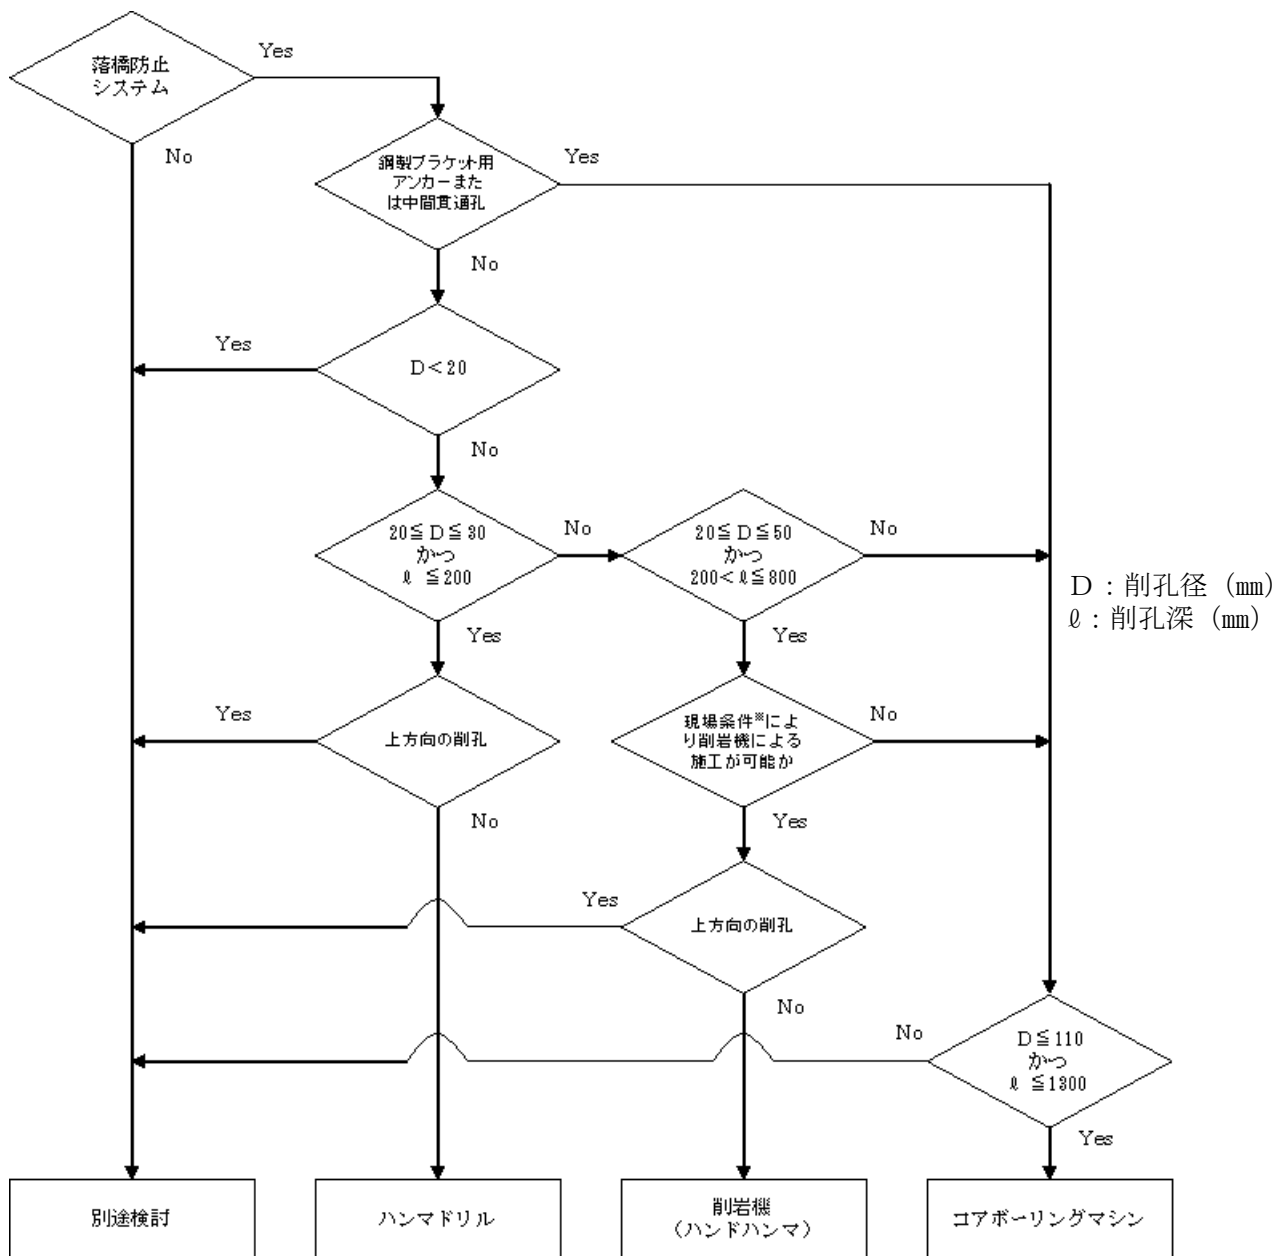 落橋防止
システム
Yes
No
鋼製ブラケット用
アンカーまた
は中間貫通孔
Yes
No
D<20
Yes
No
20≦D≦30
かつ
ℓ ≦200
No
Yes
20≦D≦50
かつ
200<ℓ≦800
No
Yes
D：削孔径（㎜）
ℓ：削孔深（㎜）
上方向の削孔
Yes
No
現場条件※によ
り削岩機による
施工が可能か
No
Yes
上方向の削孔
Yes
No
D≦110
かつ
ℓ ≦1300
No
Yes
別途検討
ハンマドリル
削岩機
（ハンドハンマ）
コアボーリングマシン